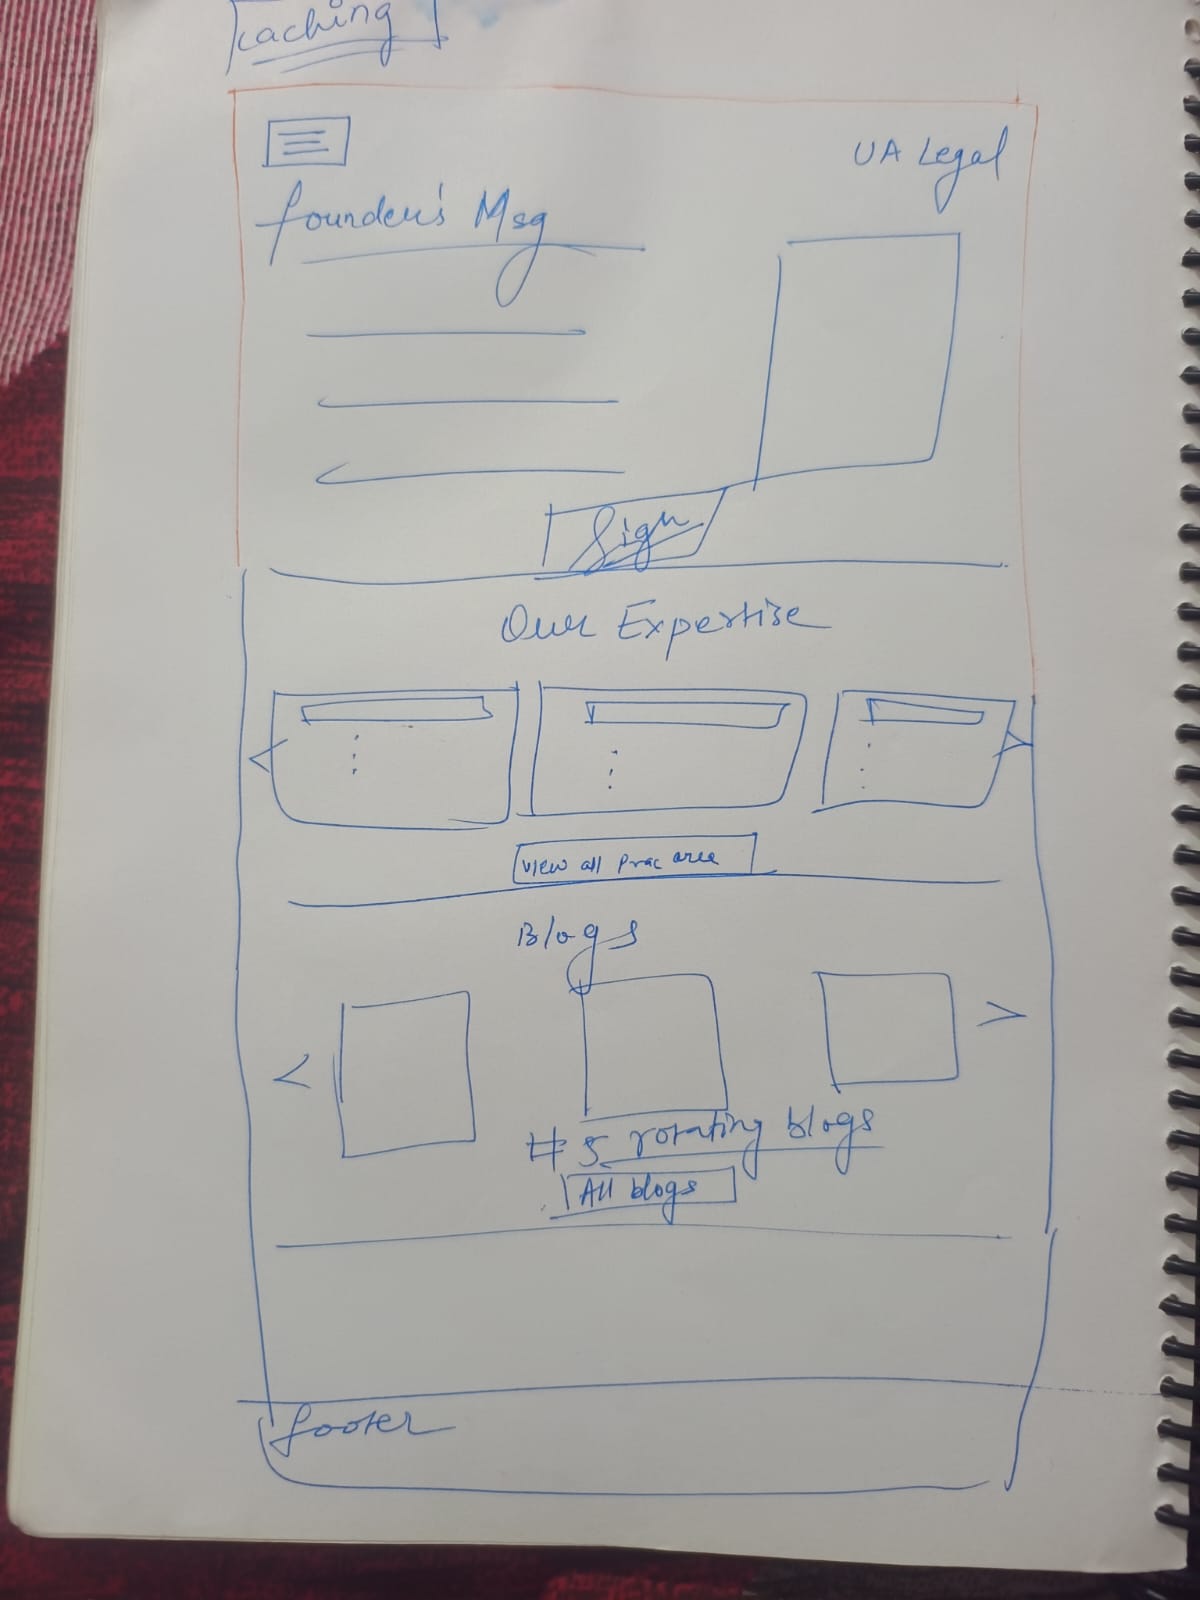 Caching
UA Legal
founder's Msg
Sign
Our Expertise
<
>
view all prac area
Blogs
<
>
# 5 rotating blogs
All blogs
footer